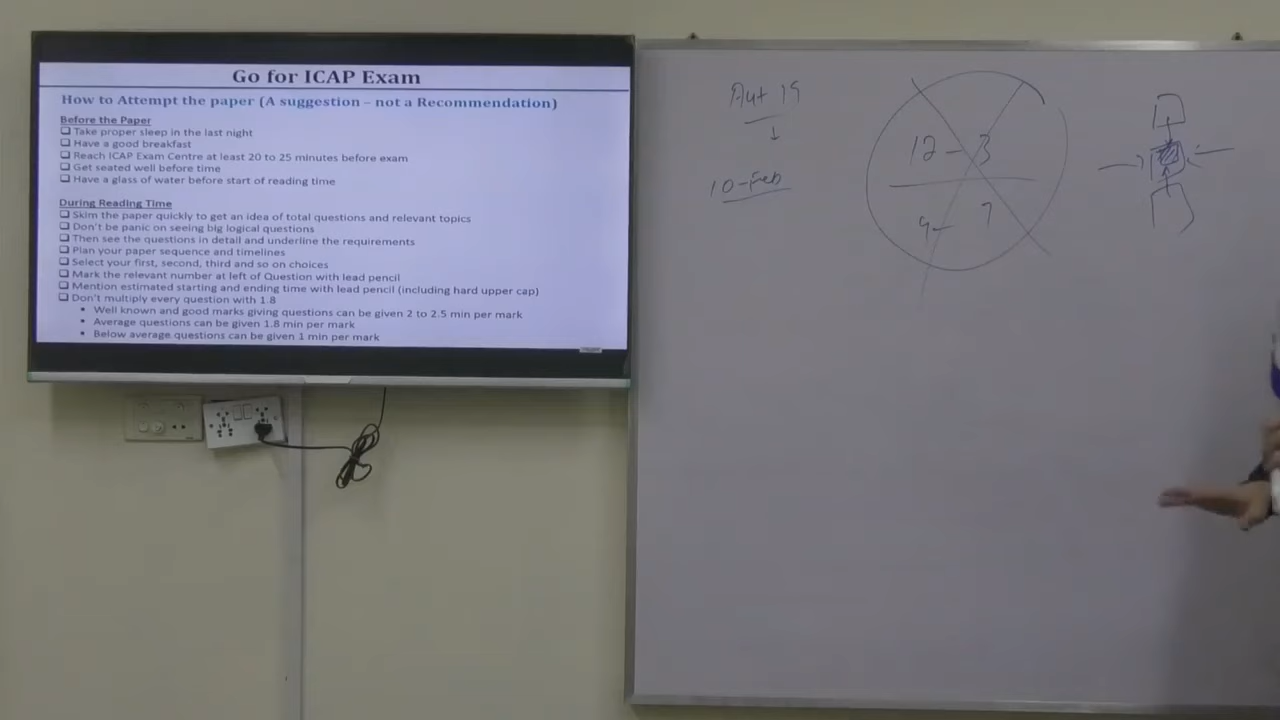 Go for ICAP Exam
How to Attempt the paper (A suggestion – not a Recommendation)
Before the Paper
❑ Take proper sleep in the last night
❑ Have a good breakfast
❑ Reach ICAP Exam Centre at least 20 to 25 minutes before exam
❑ Get seated well before time
❑ Have a glass of water before start of reading time
During Reading Time
❑ Skim the paper quickly to get an idea of total questions and relevant topics
❑ Don't be panic on seeing big logical questions
❑ Then see the questions in detail and underline the requirements
❑ Plan your paper sequence and timelines
❑ Select your first, second, third and so on choices
❑ Mark the relevant number at left of Question with lead pencil
❑ Mention estimated starting and ending time with lead pencil (including hard upper cap)
❑ Don't multiply every question with 1.8
▪ Well known and good marks giving questions can be given 2 to 2.5 min per mark
▪ Average questions can be given 1.8 min per mark
▪ Below average questions can be given 1 min per mark
Aut 19
10-Feb
12 - 3
9 - 7